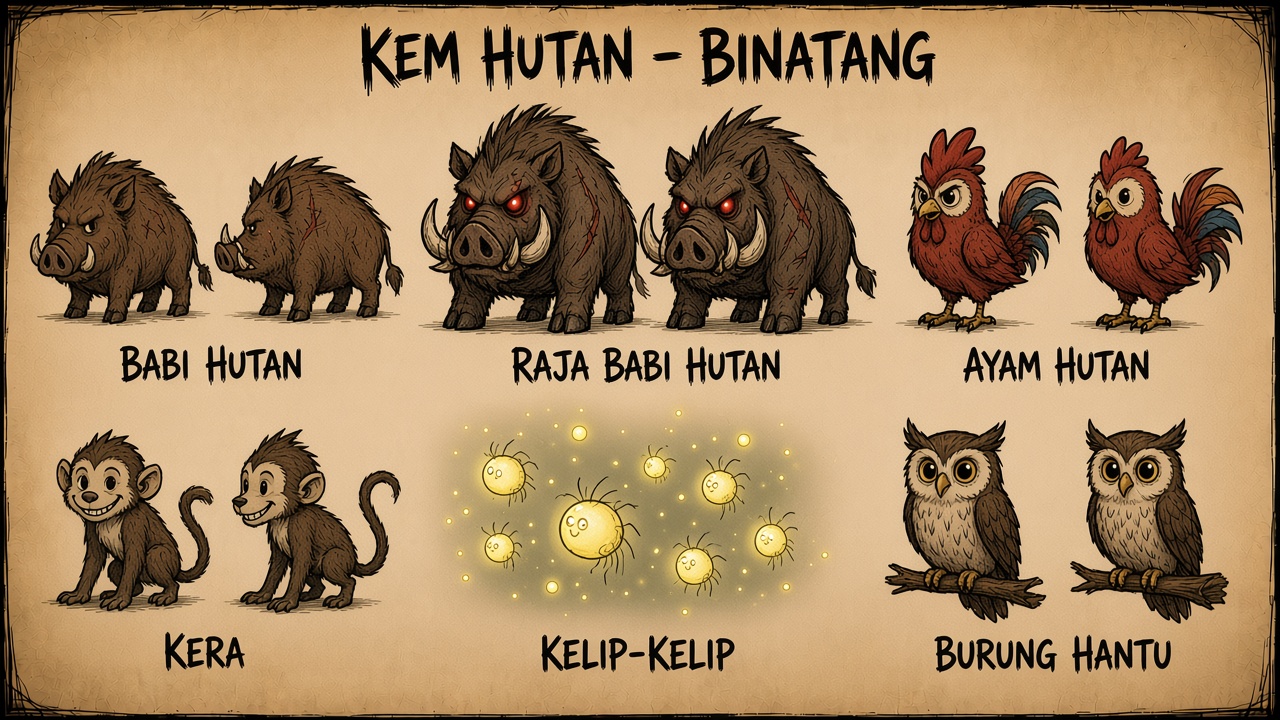 KEM HUTAN - BINATANG
BABI HUTAN
RAJA BABI HUTAN
AYAM HUTAN
KERA
KELIP-KELIP
BURUNG HANTU